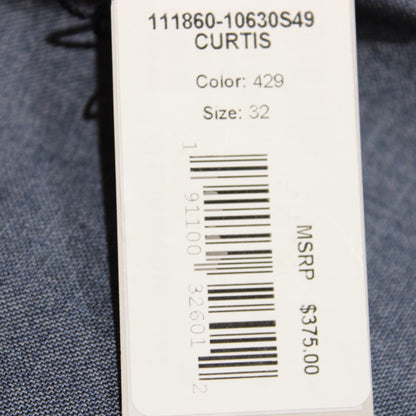 111860-10630S49
CURTIS
Color: 429
Size: 32
1 91100 32601 2
MSRP $375.00